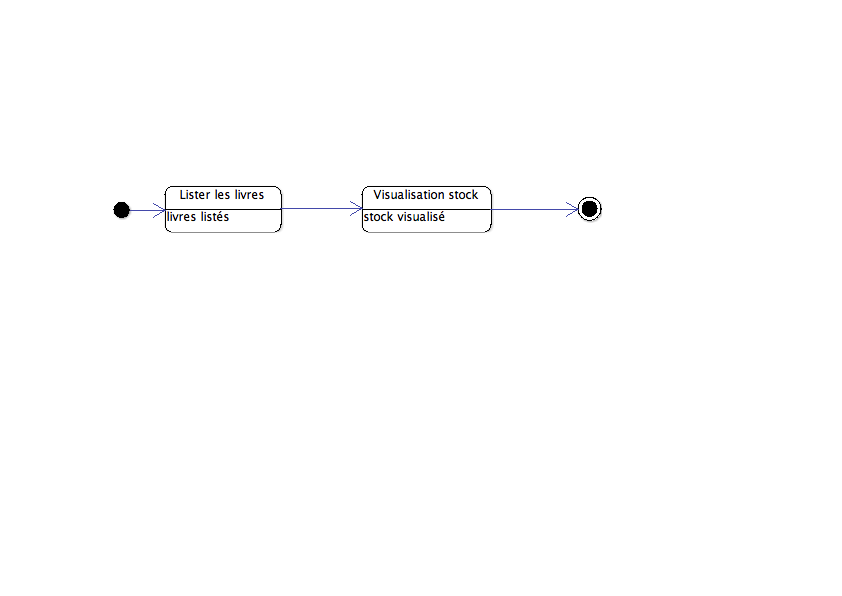 Lister les livres
livres listés
Visualisation stock
stock visualisé